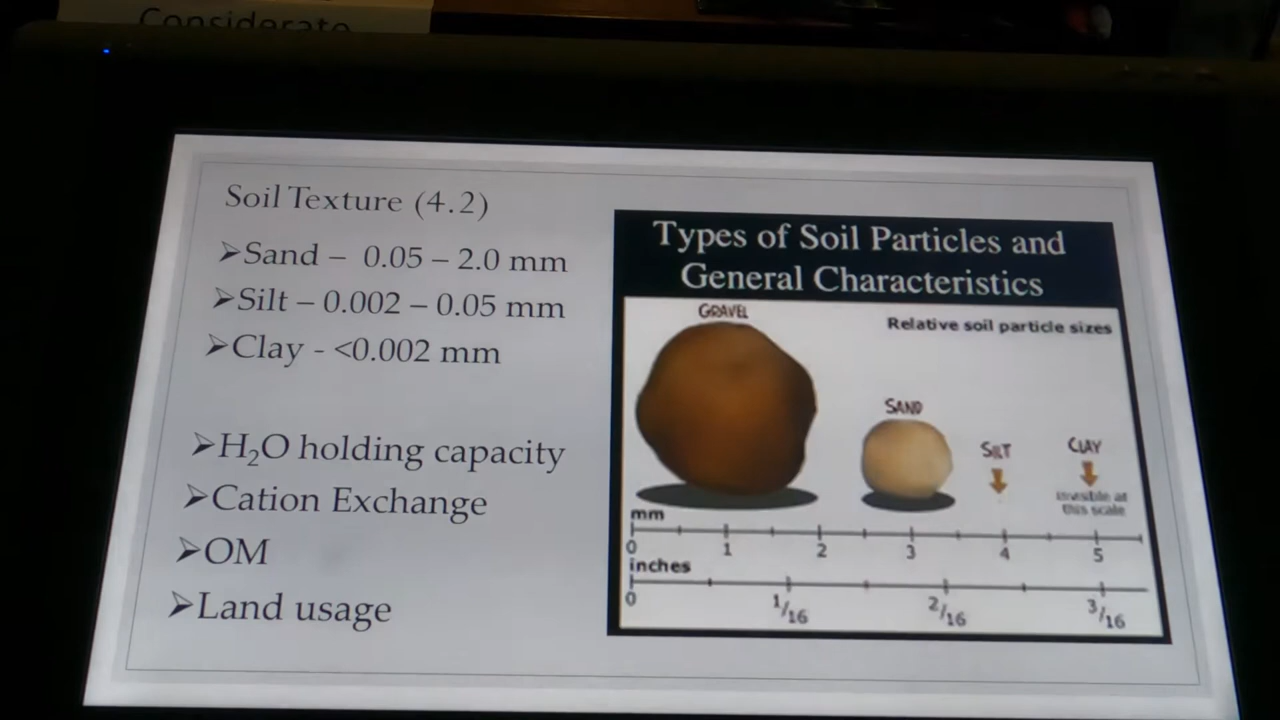 Considerate
Soil Texture (4.2)
➢Sand – 0.05 – 2.0 mm
➢Silt – 0.002 – 0.05 mm
➢Clay - <0.002 mm
➢H₂O holding capacity
➢Cation Exchange
➢OM
➢Land usage
Types of Soil Particles and
General Characteristics
GRAVEL
Relative soil particle sizes
SAND
SILT
CLAY
invisible at
this scale
mm
0 1 2 3 4 5
inches
0 1/16 2/16 3/16